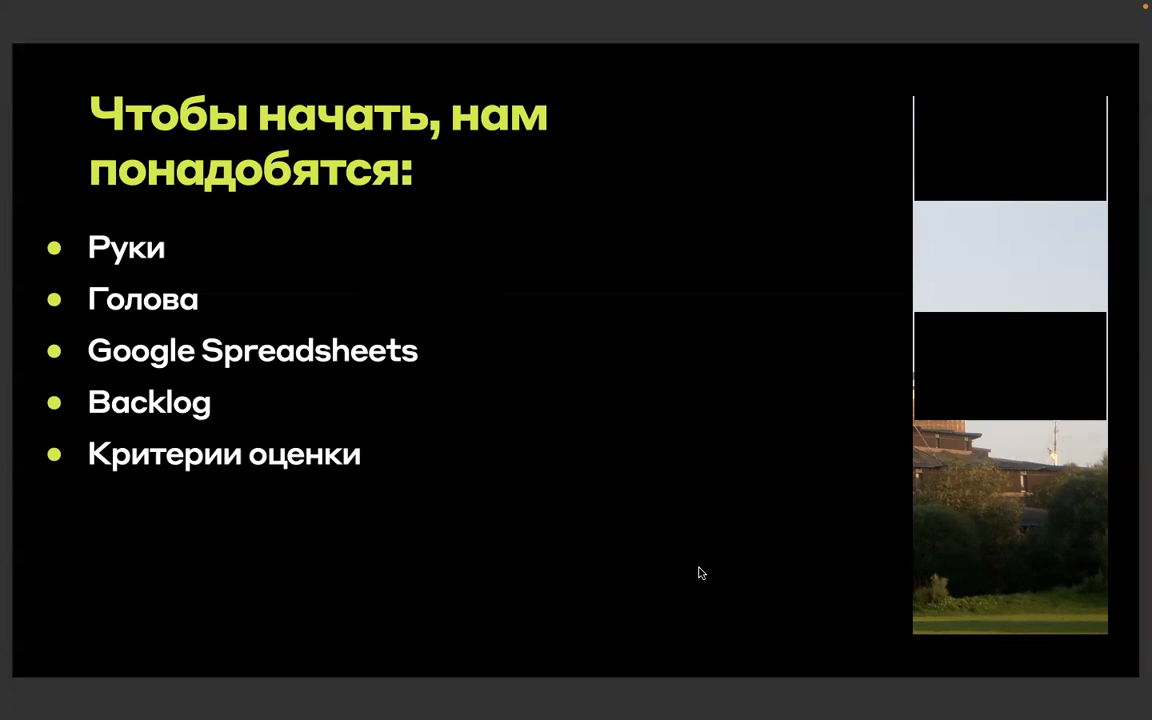 Чтобы начать, нам
понадобятся:
Руки
Голова
Google Spreadsheets
Backlog
Критерии оценки